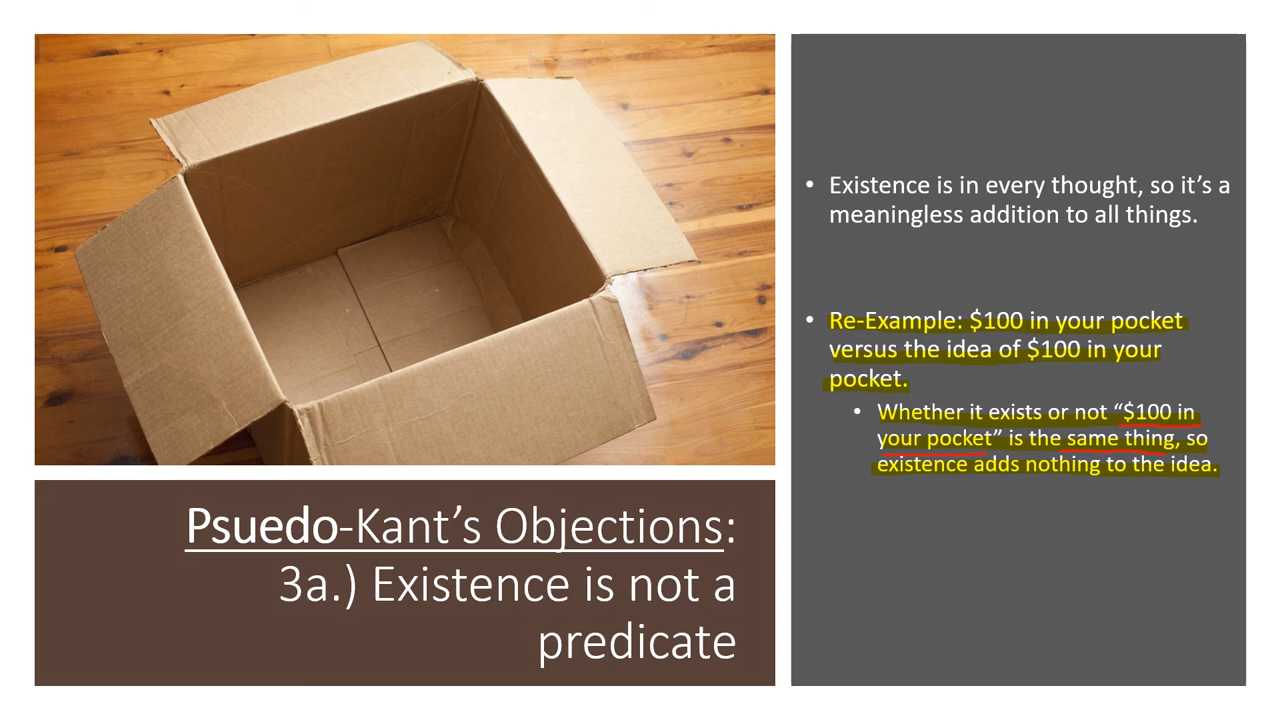 Psuedo-Kant’s Objections:
3a.) Existence is not a
predicate
• Existence is in every thought, so it’s a
meaningless addition to all things.
• Re-Example: $100 in your pocket
versus the idea of $100 in your
pocket.
• Whether it exists or not “$100 in
your pocket” is the same thing, so
existence adds nothing to the idea.